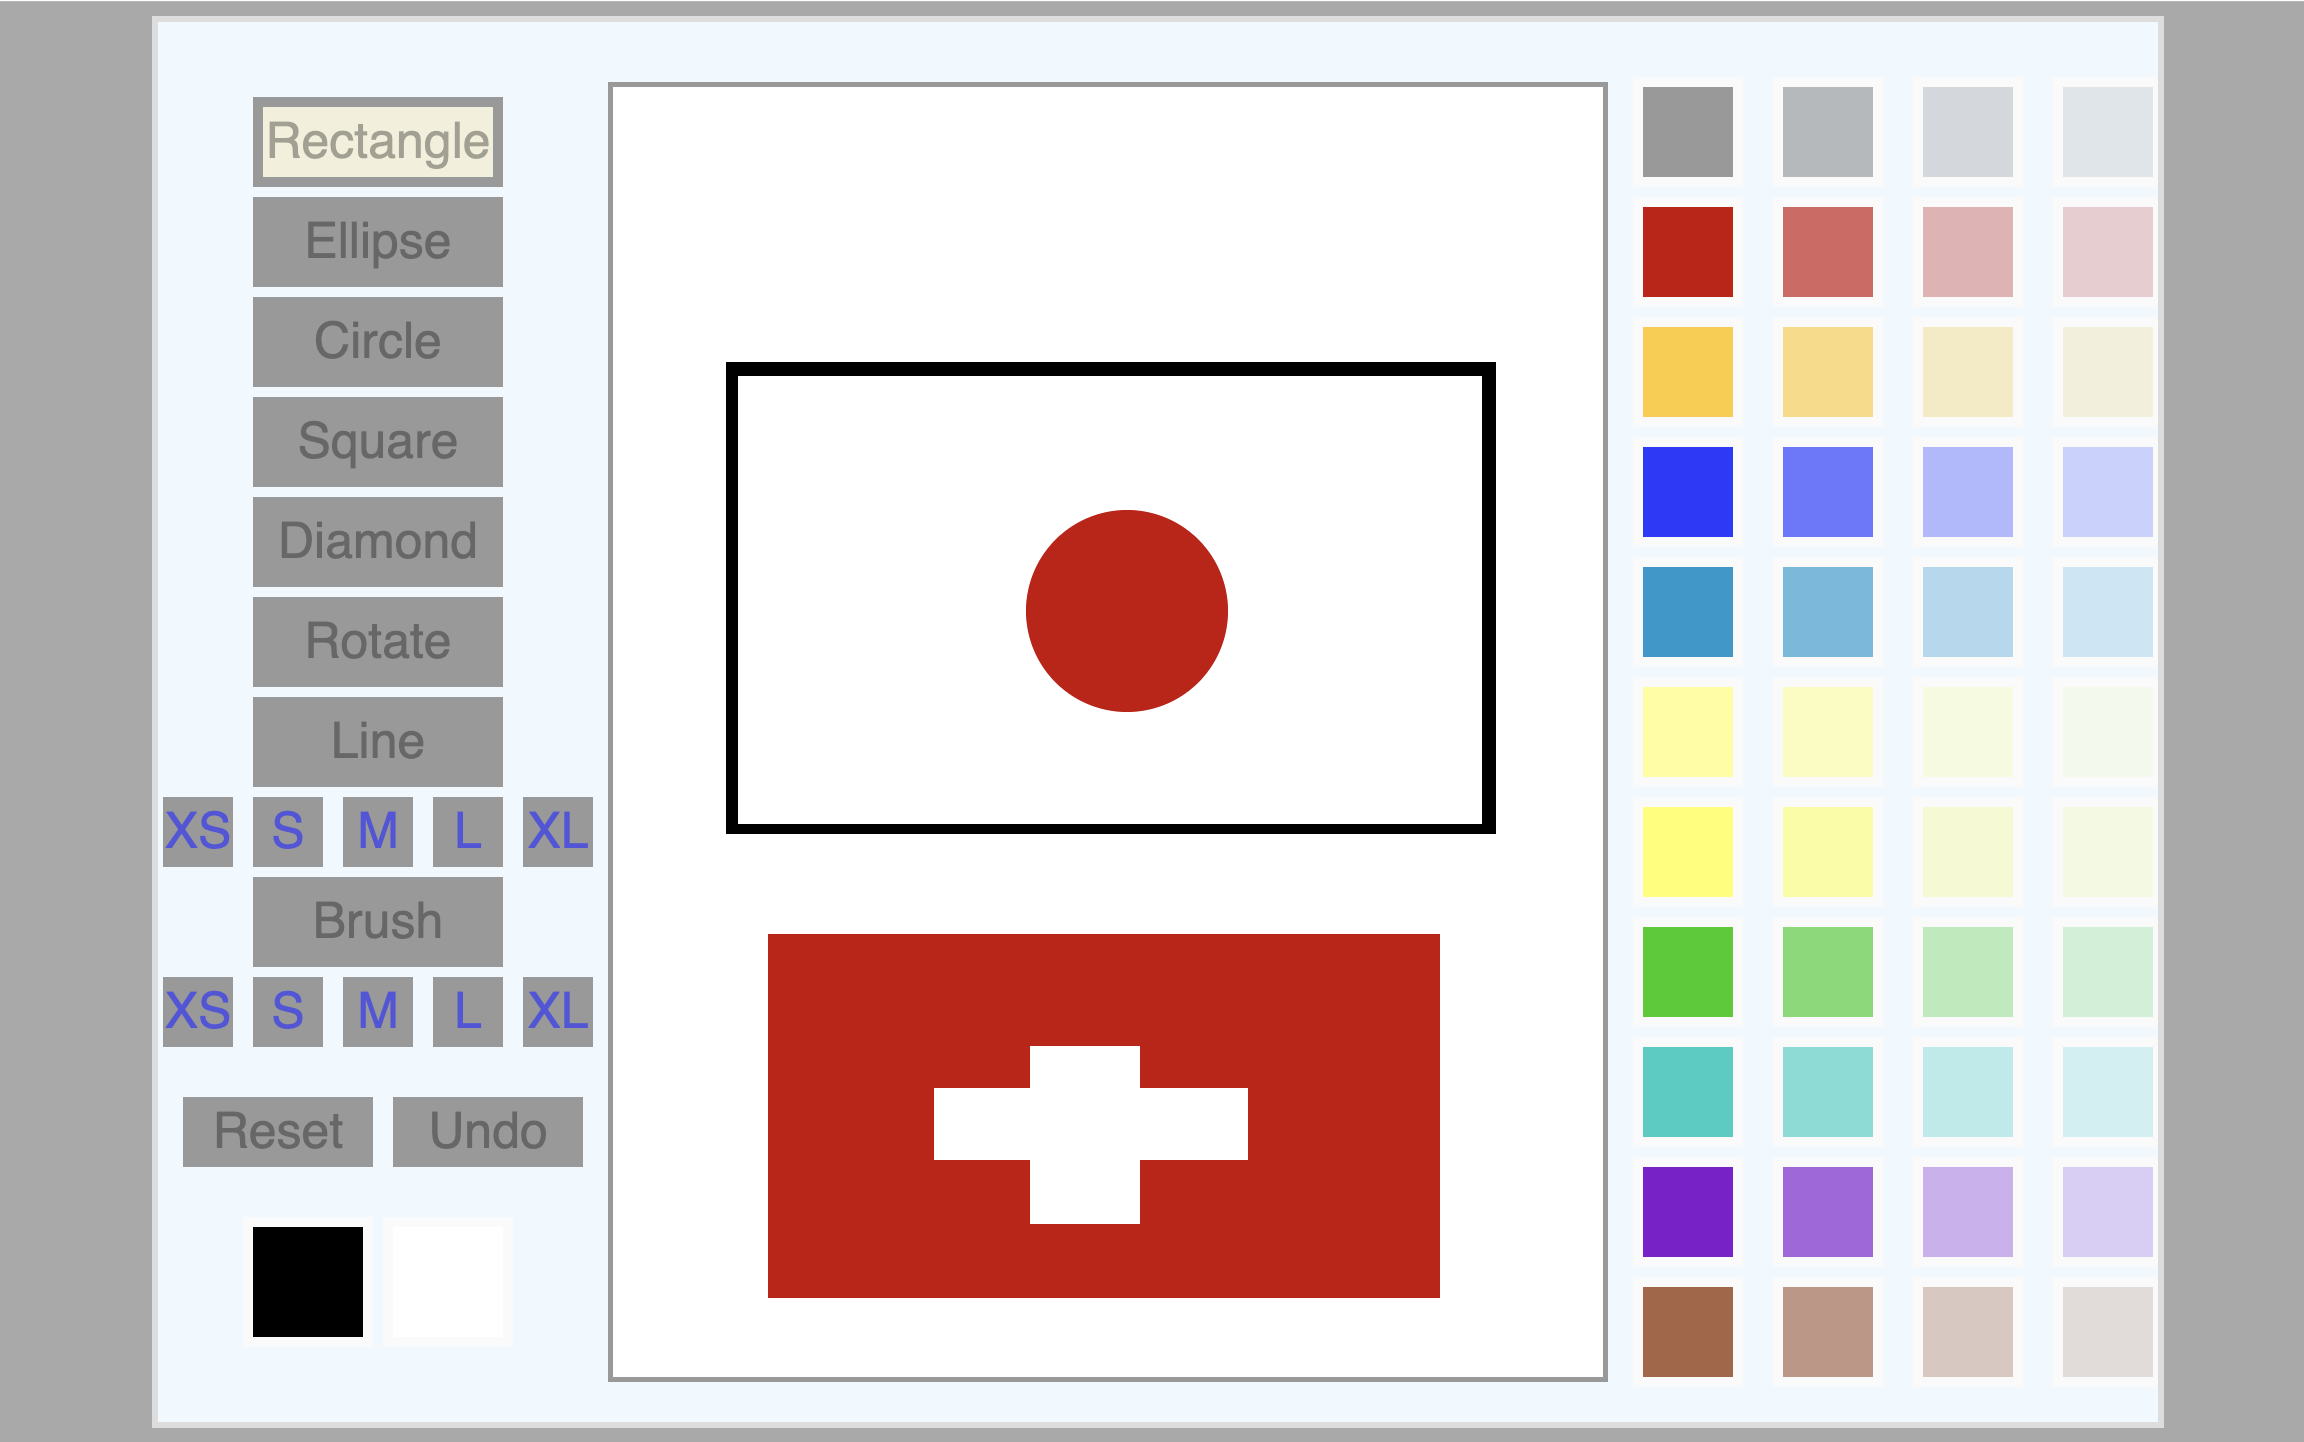 Rectangle
Ellipse
Circle
Square
Diamond
Rotate
Line
XS S M L XL
Brush
XS S M L XL
Reset Undo